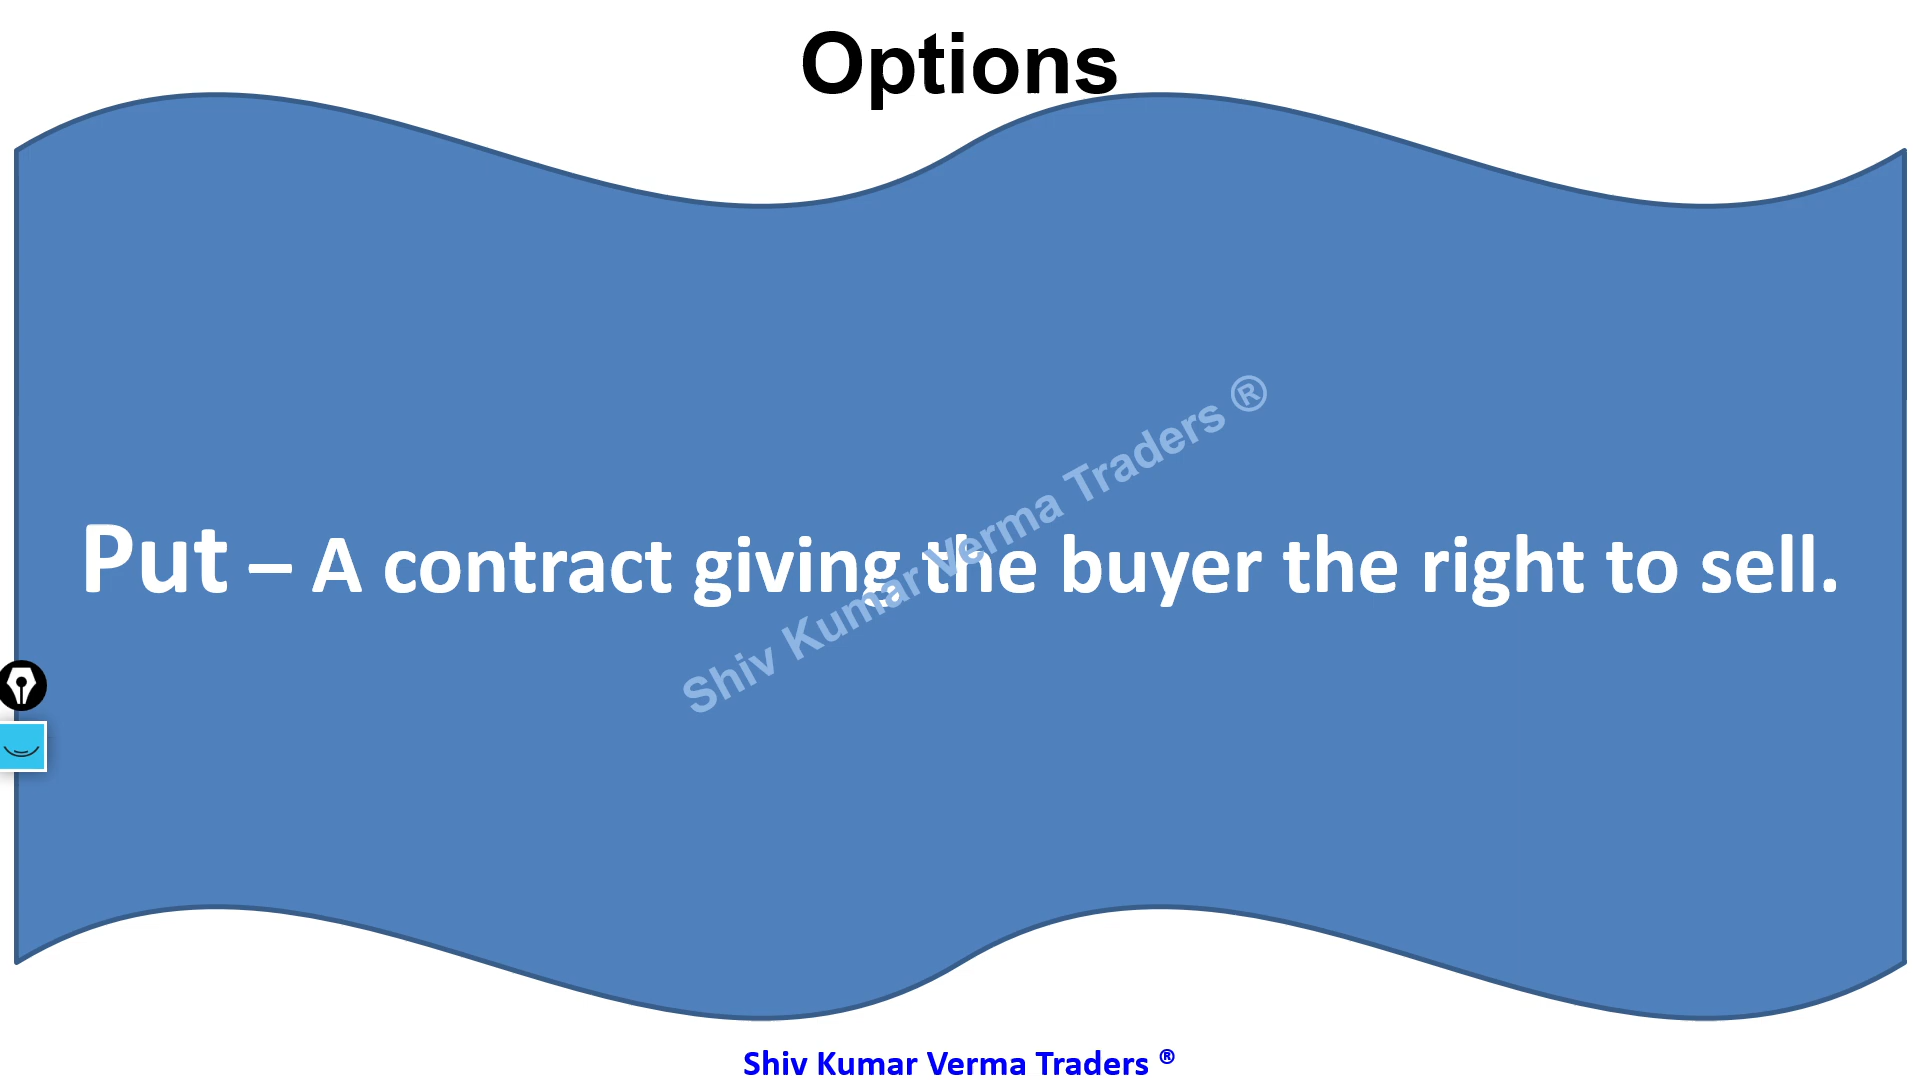 Options
Put – A contract giving the buyer the right to sell.
Shiv Kumar Verma Traders ®
Shiv Kumar Verma Traders ®